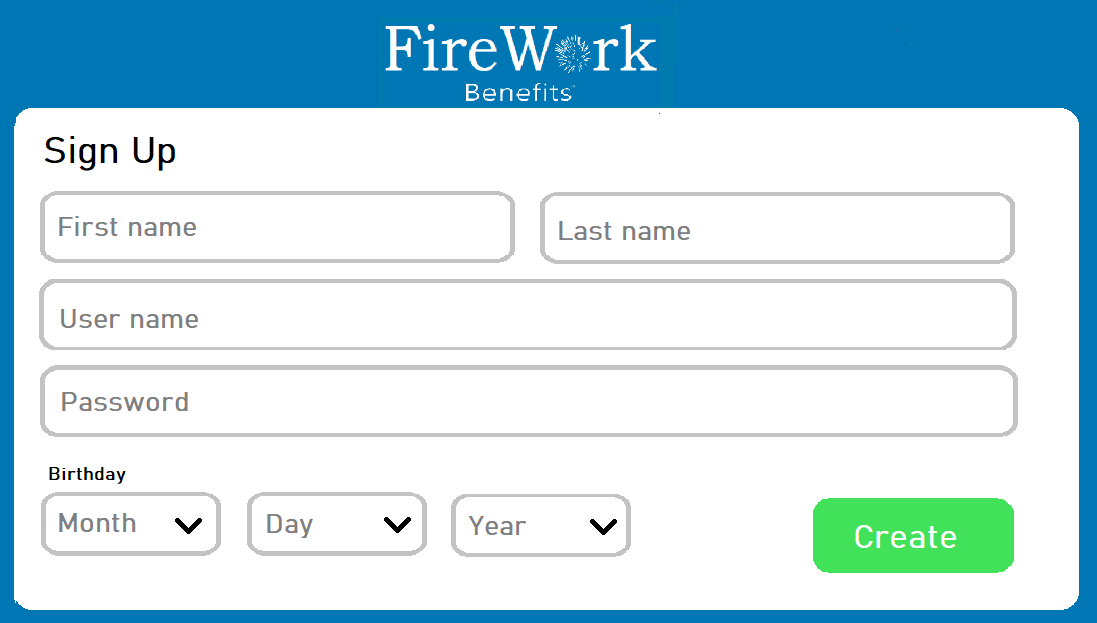 FireWork
Benefits
Sign Up
First name
Last name
User name
Password
Birthday
Month
Day
Year
Create